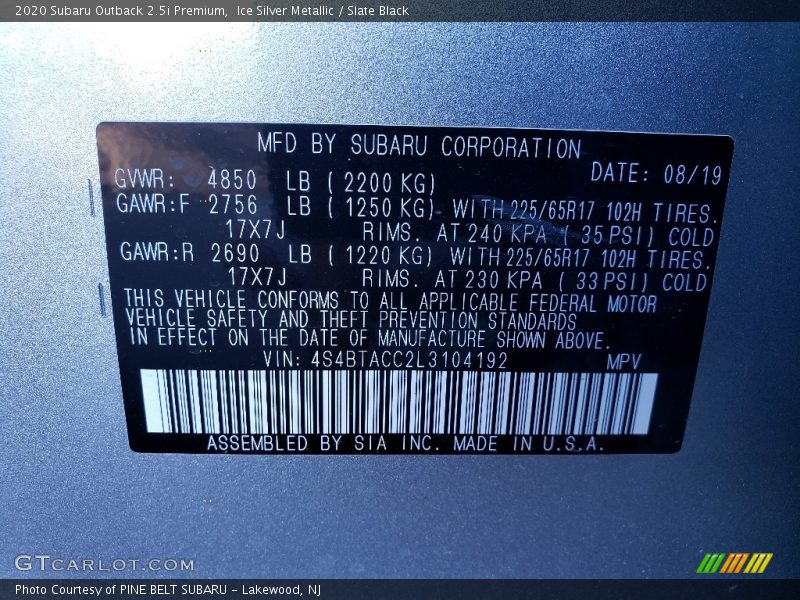 2020 Subaru Outback 2.5i Premium,  Ice Silver Metallic / Slate Black
MFD BY SUBARU CORPORATION
GVWR: 4850 LB ( 2200 KG) DATE: 08/19
GAWR:F 2756 LB ( 1250 KG) WITH 225/65R17 102H TIRES.
17X7J RIMS. AT 240 KPA ( 35 PSI) COLD
GAWR:R 2690 LB ( 1220 KG) WITH 225/65R17 102H TIRES.
17X7J RIMS. AT 230 KPA ( 33 PSI) COLD
THIS VEHICLE CONFORMS TO ALL APPLICABLE FEDERAL MOTOR
VEHICLE SAFETY AND THEFT PREVENTION STANDARDS
IN EFFECT ON THE DATE OF MANUFACTURE SHOWN ABOVE.
VIN: 4S4BTACC2L3104192 MPV
ASSEMBLED BY SIA INC. MADE IN U.S.A.
GTCARLOT.COM
Photo Courtesy of PINE BELT SUBARU - Lakewood, NJ